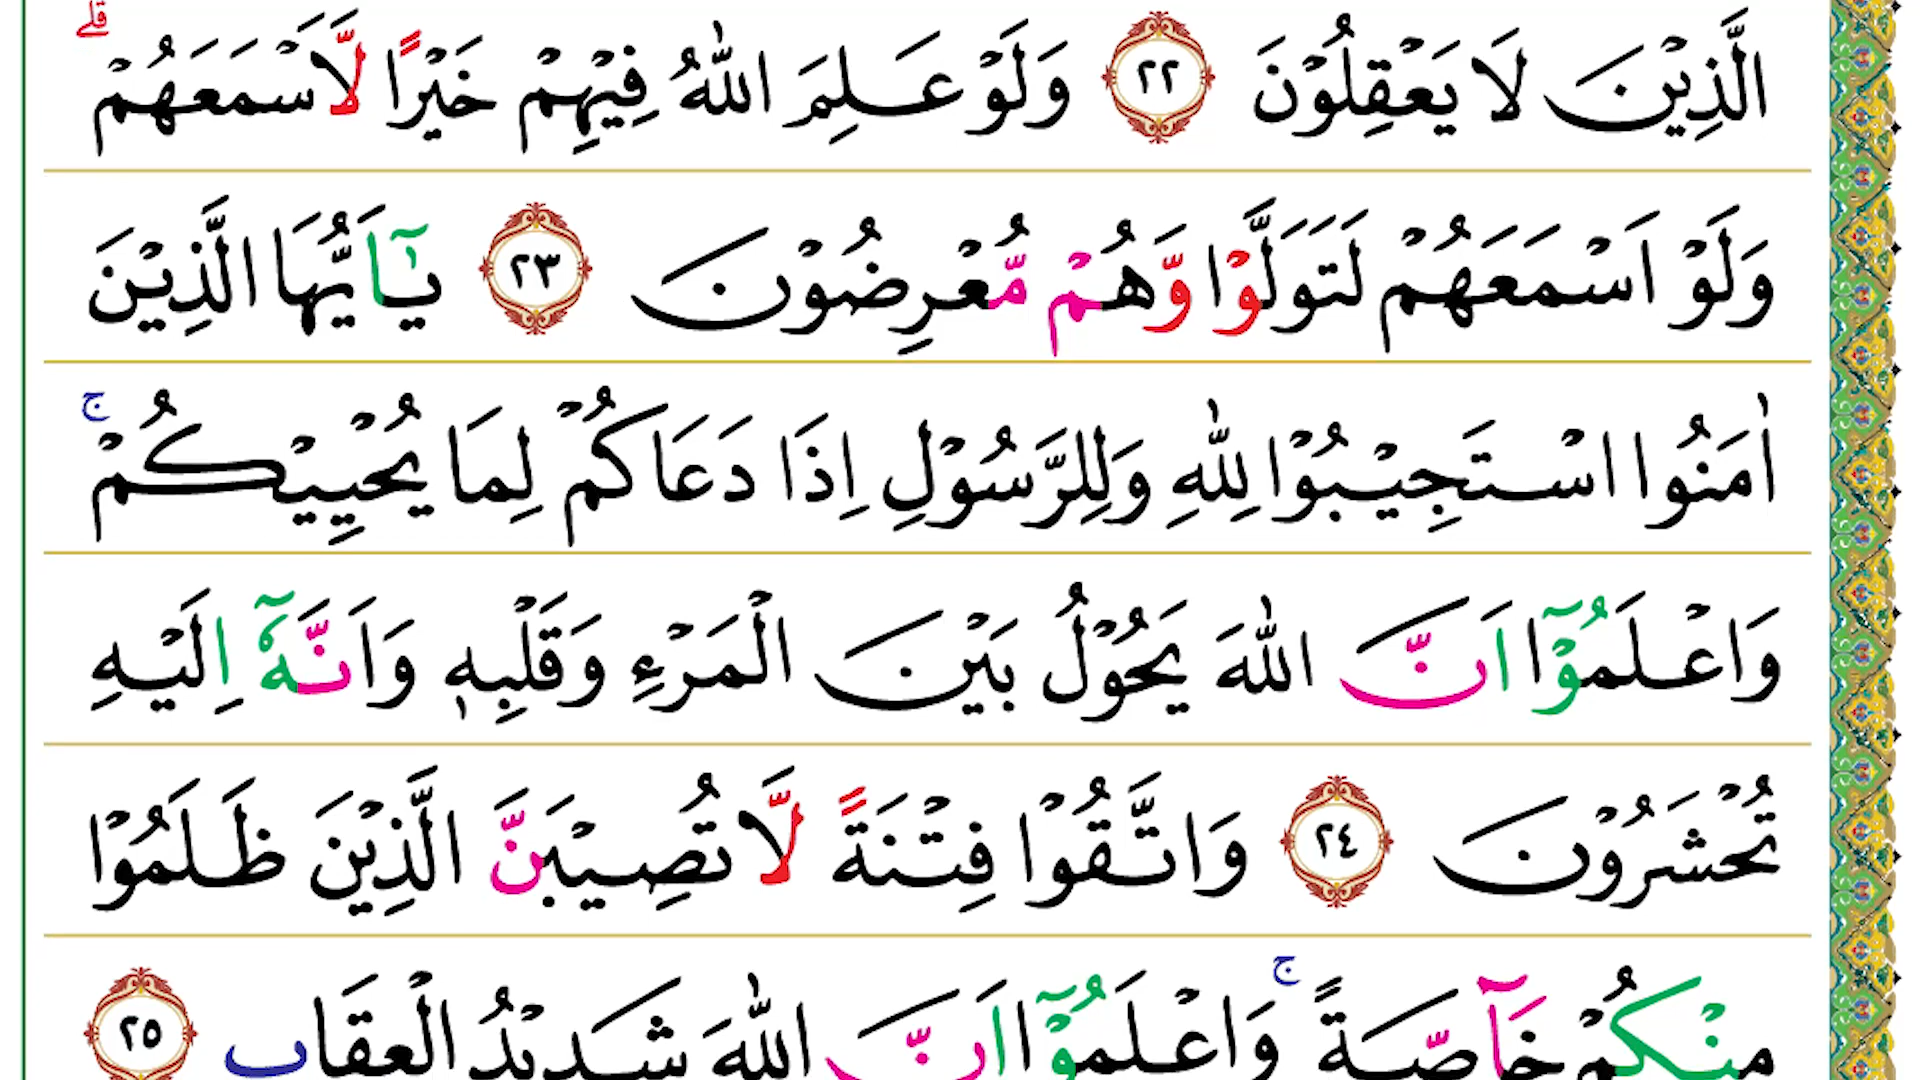 الَّذِيْنَ لَا يَعْقِلُوْنَ ٢٢ وَلَوْ عَلِمَ اللّٰهُ فِيْهِمْ خَيْرًا لَّاَسْمَعَهُمْ ۗ
وَلَوْ اَسْمَعَهُمْ لَتَوَلَّوْا وَّهُمْ مُّعْرِضُوْنَ ٢٣ يٰٓاَيُّهَا الَّذِيْنَ
اٰمَنُوا اسْتَجِيْبُوْا لِلّٰهِ وَلِلرَّسُوْلِ اِذَا دَعَاكُمْ لِمَا يُحْيِيْكُمْ ۚ
وَاعْلَمُوْٓا اَنَّ اللّٰهَ يَحُوْلُ بَيْنَ الْمَرْءِ وَقَلْبِهٖ وَاَنَّهٗٓ اِلَيْهِ
تُحْشَرُوْنَ ٢٤ وَاتَّقُوْا فِتْنَةً لَّا تُصِيْبَنَّ الَّذِيْنَ ظَلَمُوْا
مِنْكُمْ خَآصَّةً ۚ وَاعْلَمُوْٓا اَنَّ اللّٰهَ شَدِيْدُ الْعِقَابِ ٢٥